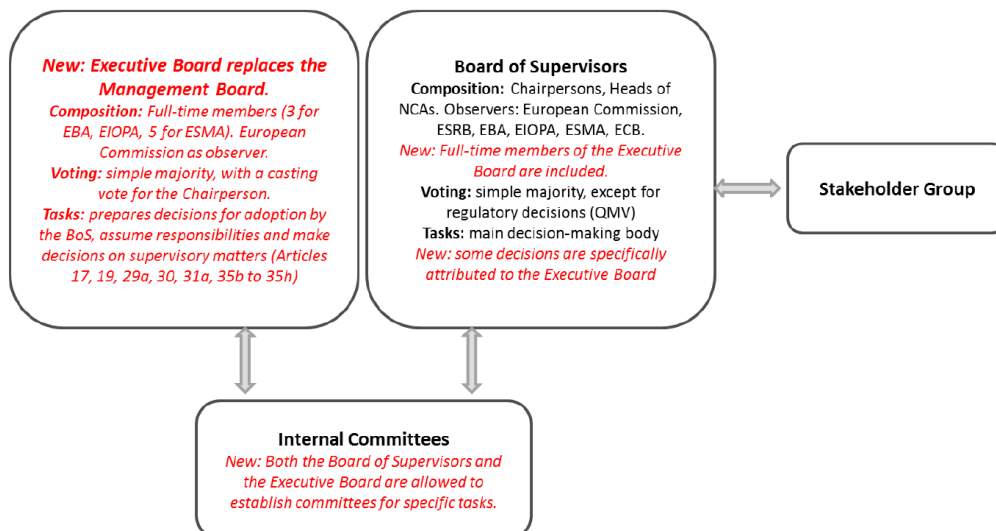 New: Executive Board replaces the
Management Board.
Composition: Full-time members (3 for
EBA, EIOPA, 5 for ESMA). European
Commission as observer.
Voting: simple majority, with a casting
vote for the Chairperson.
Tasks: prepares decisions for adoption by
the BoS, assume responsibilities and make
decisions on supervisory matters (Articles
17, 19, 29a, 30, 31a, 35b to 35h)
Board of Supervisors
Composition: Chairpersons, Heads of
NCAs. Observers: European Commission,
ESRB, EBA, EIOPA, ESMA, ECB.
New: Full-time members of the Executive
Board are included.
Voting: simple majority, except for
regulatory decisions (QMV)
Tasks: main decision-making body
New: some decisions are specifically
attributed to the Executive Board
Stakeholder Group
Internal Committees
New: Both the Board of Supervisors and
the Executive Board are allowed to
establish committees for specific tasks.